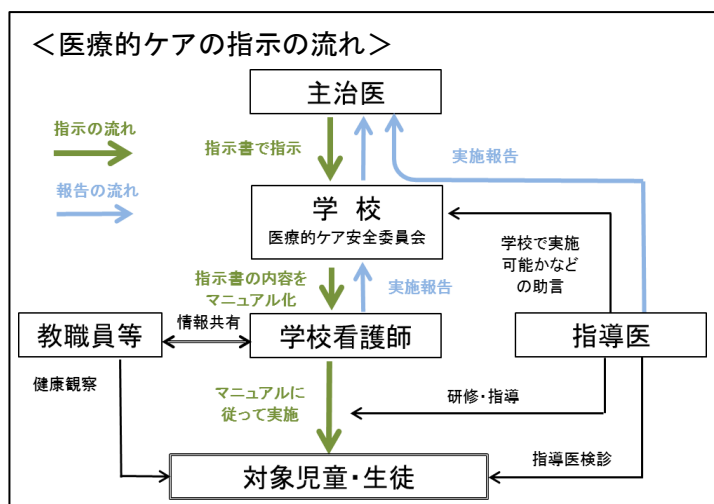 ＜医療的ケアの指示の流れ＞
主治医
指示の流れ
指示書で指示
実施報告
報告の流れ
学 校
医療的ケア安全委員会
学校で実施
可能かなど
の助言
指示書の内容を
マニュアル化
実施報告
教職員等
情報共有
学校看護師
指導医
健康観察
マニュアルに
従って実施
研修・指導
指導医検診
対象児童・生徒